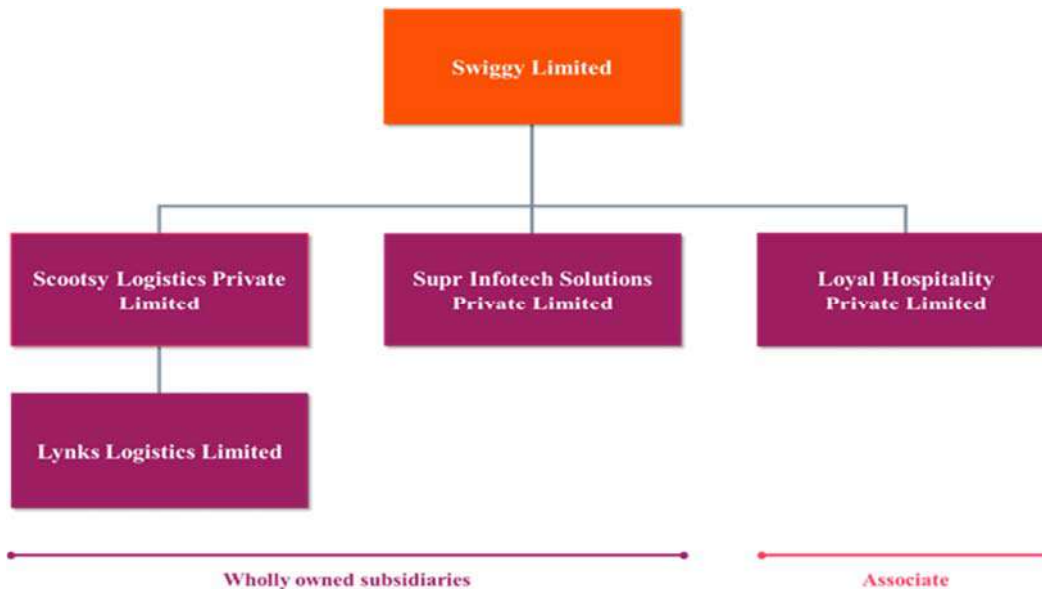 Swiggy Limited
Scootsy Logistics Private
Limited
Supr Infotech Solutions
Private Limited
Loyal Hospitality
Private Limited
Lynks Logistics Limited
Wholly owned subsidiaries
Associate